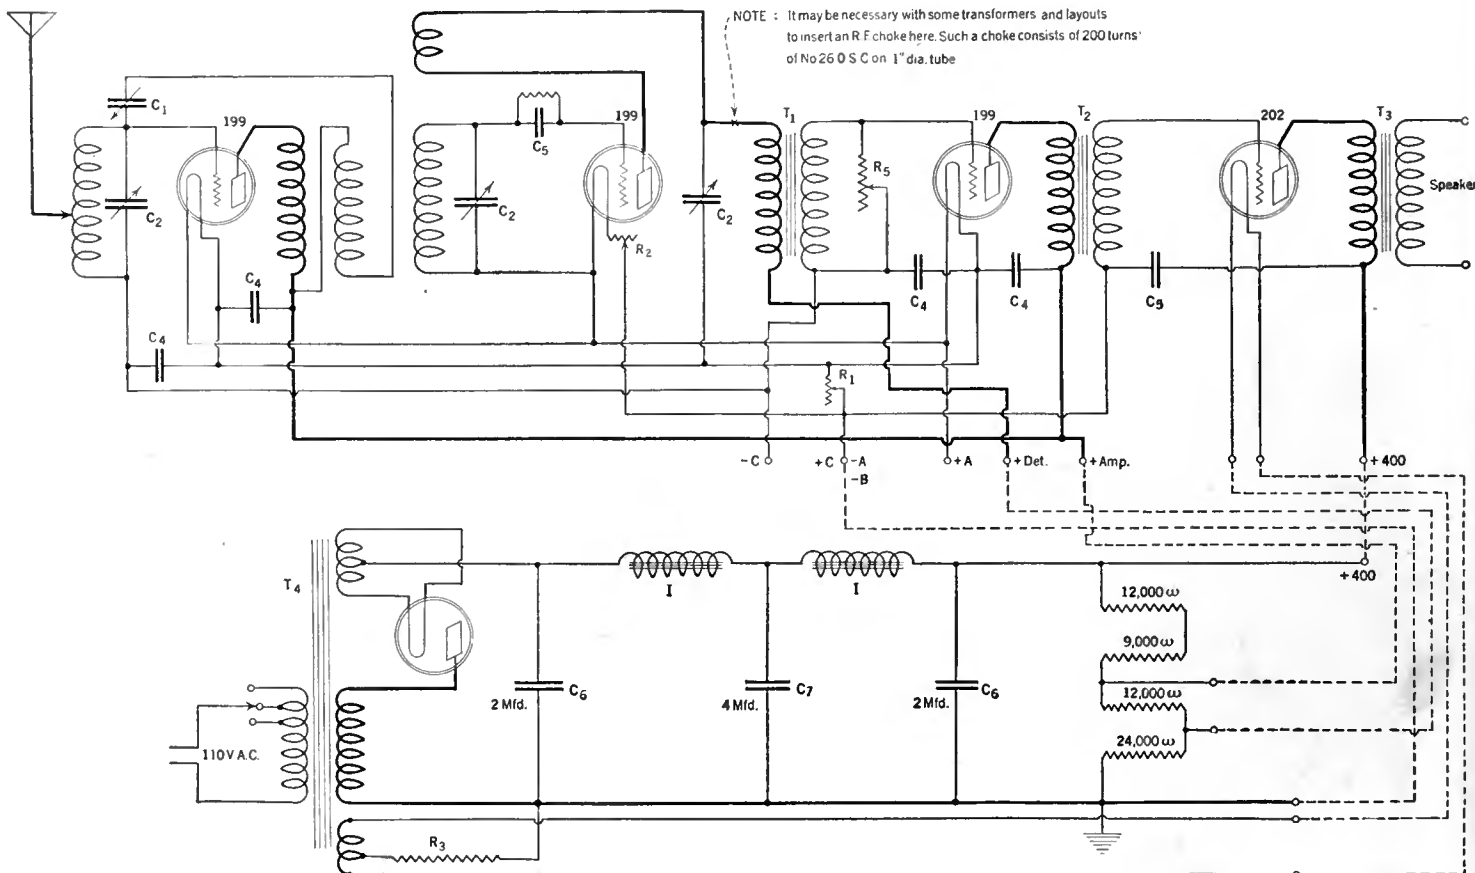 NOTE : It may be necessary with some transformers and layouts
to insert an R F choke here. Such a choke consists of 200 turns
of No 26 D S C on 1" dia. tube
C1
199
C5
199
T1
199
T2
202
T3
R5
C2
C2
C2
Speaker
R2
C4
C4
C4
C5
C4
R1
-C
+C
-A
-B
+A
+Det.
+Amp.
+400
T4
I
I
+400
12,000 ω
9,000 ω
C6
2 Mfd.
C7
4 Mfd.
C6
2 Mfd.
12,000 ω
24,000 ω
110 V A.C.
R3